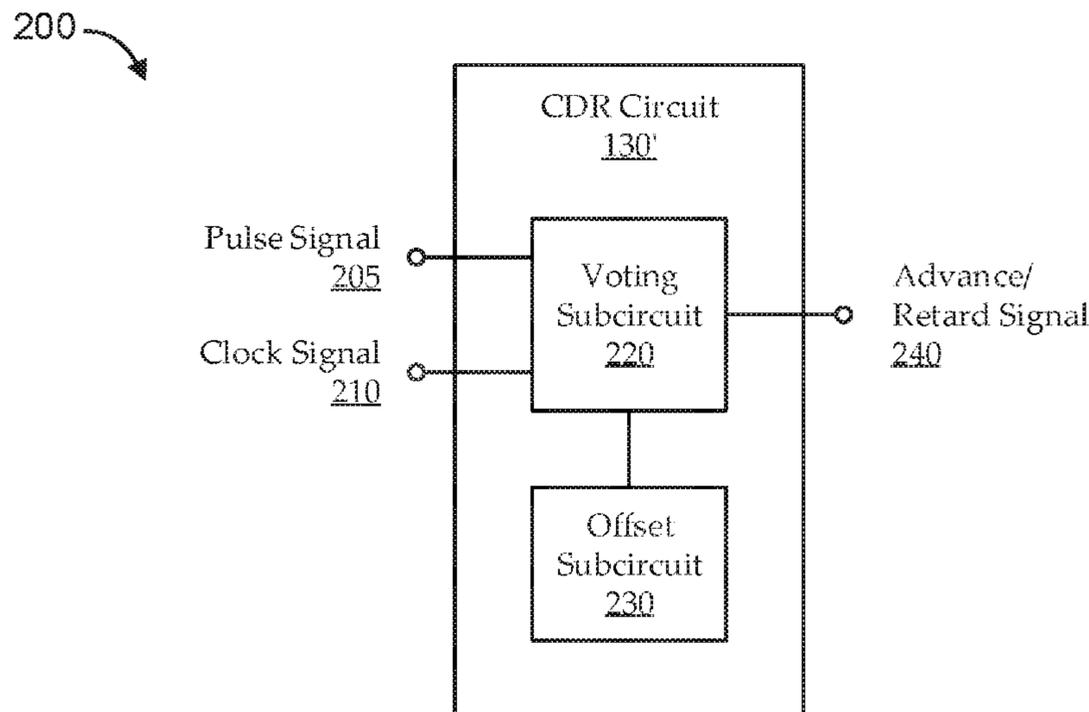 200
CDR Circuit
130'
Pulse Signal
205
Voting
Subcircuit
220
Advance/
Retard Signal
240
Clock Signal
210
Offset
Subcircuit
230